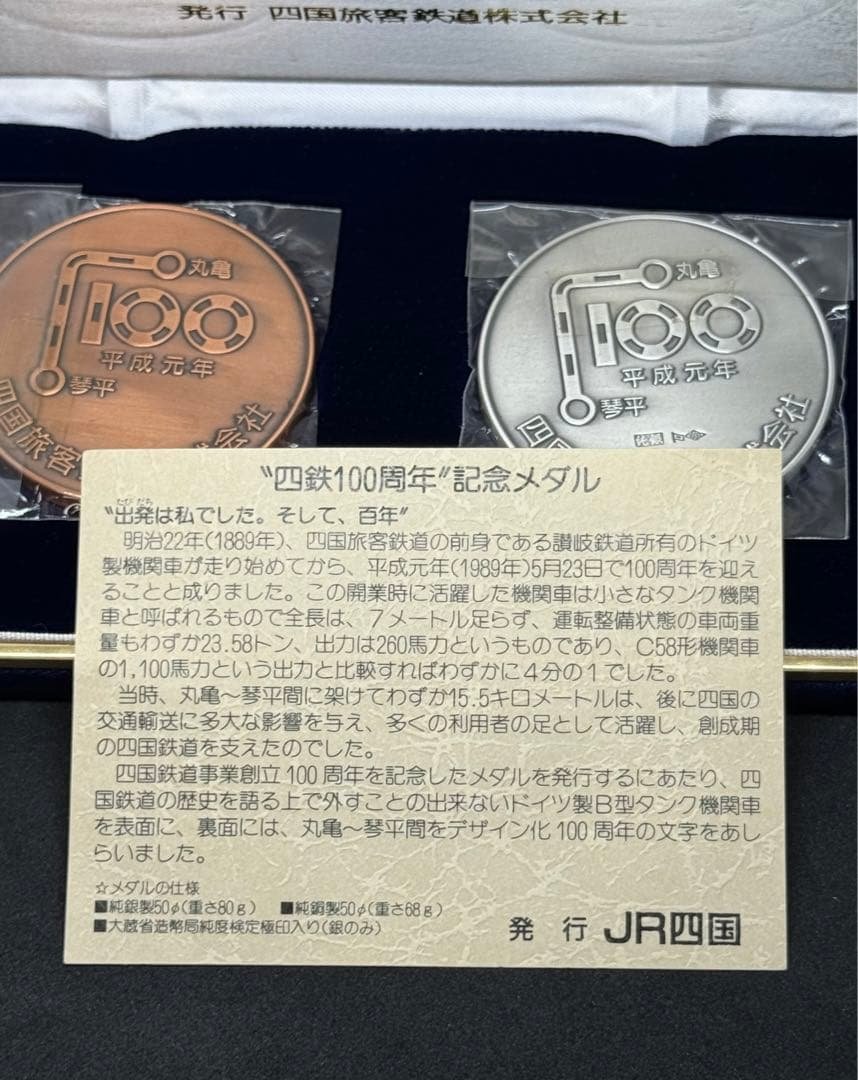 発行 四国旅客鉄道株式会社
丸亀
100
平成元年
琴平
四国旅客
会社
丸亀
100
平成元年
琴平
純銀
四国
会社
"四鉄100周年"記念メダル
たび だち
"出発は私でした。そして、百年"
明治22年(1889年)、四国旅客鉄道の前身である讃岐鉄道所有のドイツ
製機関車が走り始めてから、平成元年(1989年)5月23日で100周年を迎え
ることと成りました。この開業時に活躍した機関車は小さなタンク機関
車と呼ばれるもので全長は、7メートル足らず、運転整備状態の車両重
量もわずか23.58トン、出力は260馬力というものであり、C58形機関車
の1,100馬力という出力と比較すればわずかに4分の1でした。
当時、丸亀〜琴平間に架けてわずか15.5キロメートルは、後に四国の
交通輸送に多大な影響を与え、多くの利用者の足として活躍し、創成期
の四国鉄道を支えたのでした。
四国鉄道事業創立100周年を記念したメダルを発行するにあたり、四
国鉄道の歴史を語る上で外すことの出来ないドイツ製B型タンク機関車
を表面に、裏面には、丸亀〜琴平間をデザイン化100周年の文字をあし
らいました。
☆メダルの仕様
■純銀製50φ(重さ80g) ■純銅製50φ(重さ68g)
■大蔵省造幣局純度検定極印入り(銀のみ)
発行 JR四国